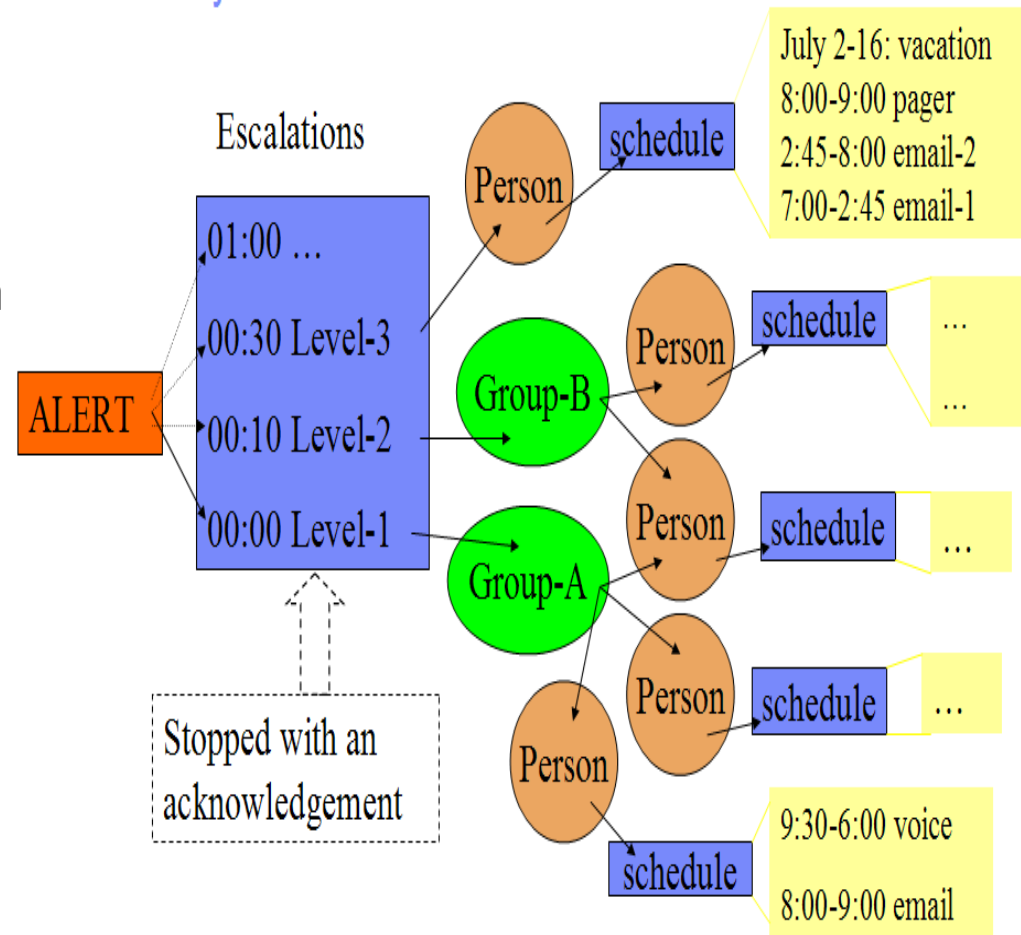 Escalations
01:00 …
00:30 Level-3
00:10 Level-2
00:00 Level-1
ALERT
Stopped with an
acknowledgement
Person
schedule
July 2-16: vacation
8:00-9:00 pager
2:45-8:00 email-2
7:00-2:45 email-1
Group-B
Person
schedule
…
…
Group-A
Person
schedule
…
Person
schedule
…
Person
schedule
9:30-6:00 voice
8:00-9:00 email